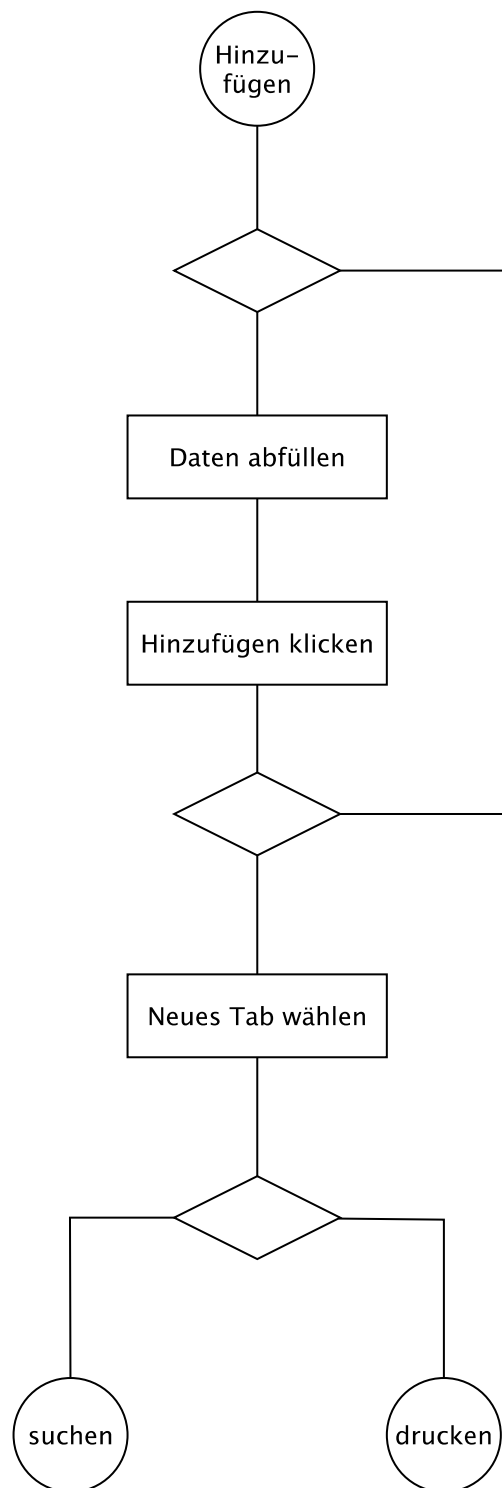 Hinzu-
fügen
Daten abfüllen
Hinzufügen klicken
Neues Tab wählen
suchen
drucken